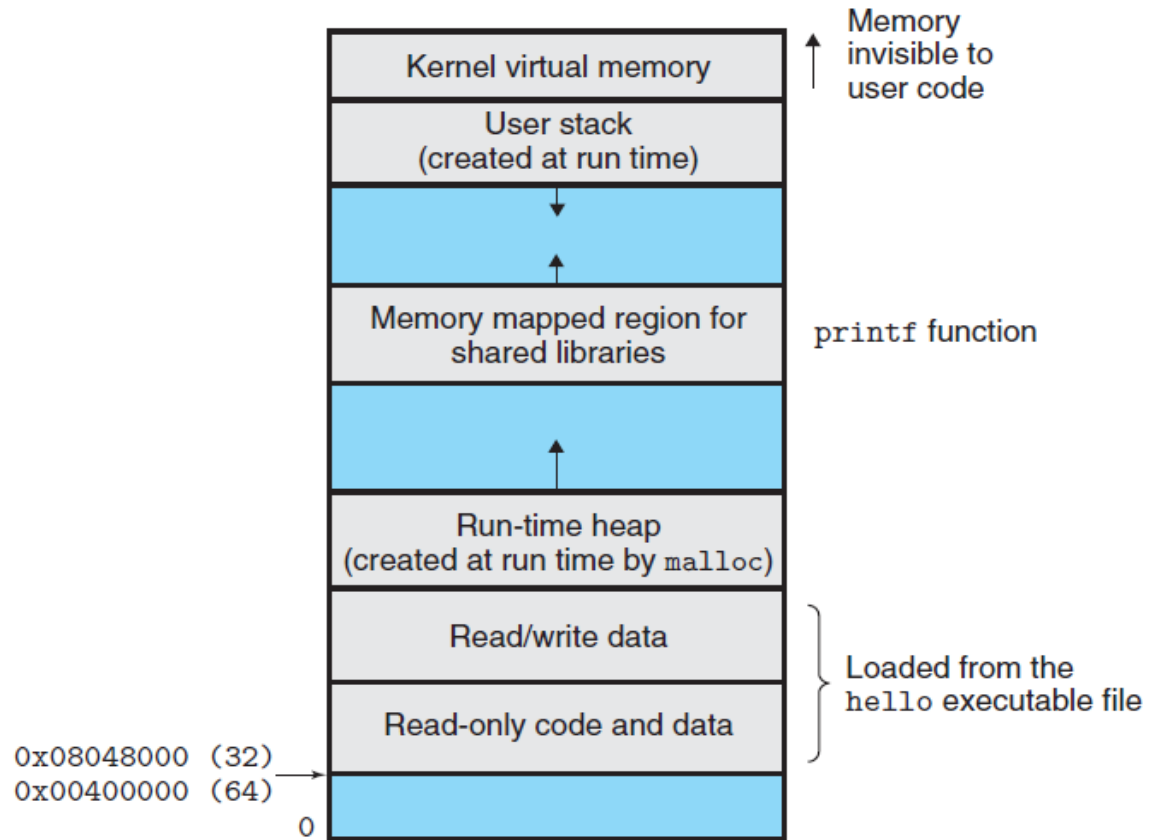 Memory
invisible to
user code
Kernel virtual memory
User stack
(created at run time)
Memory mapped region for
shared libraries
printf function
Run-time heap
(created at run time by malloc)
Read/write data
Loaded from the
hello executable file
Read-only code and data
0x08048000 (32)
0x00400000 (64)
0